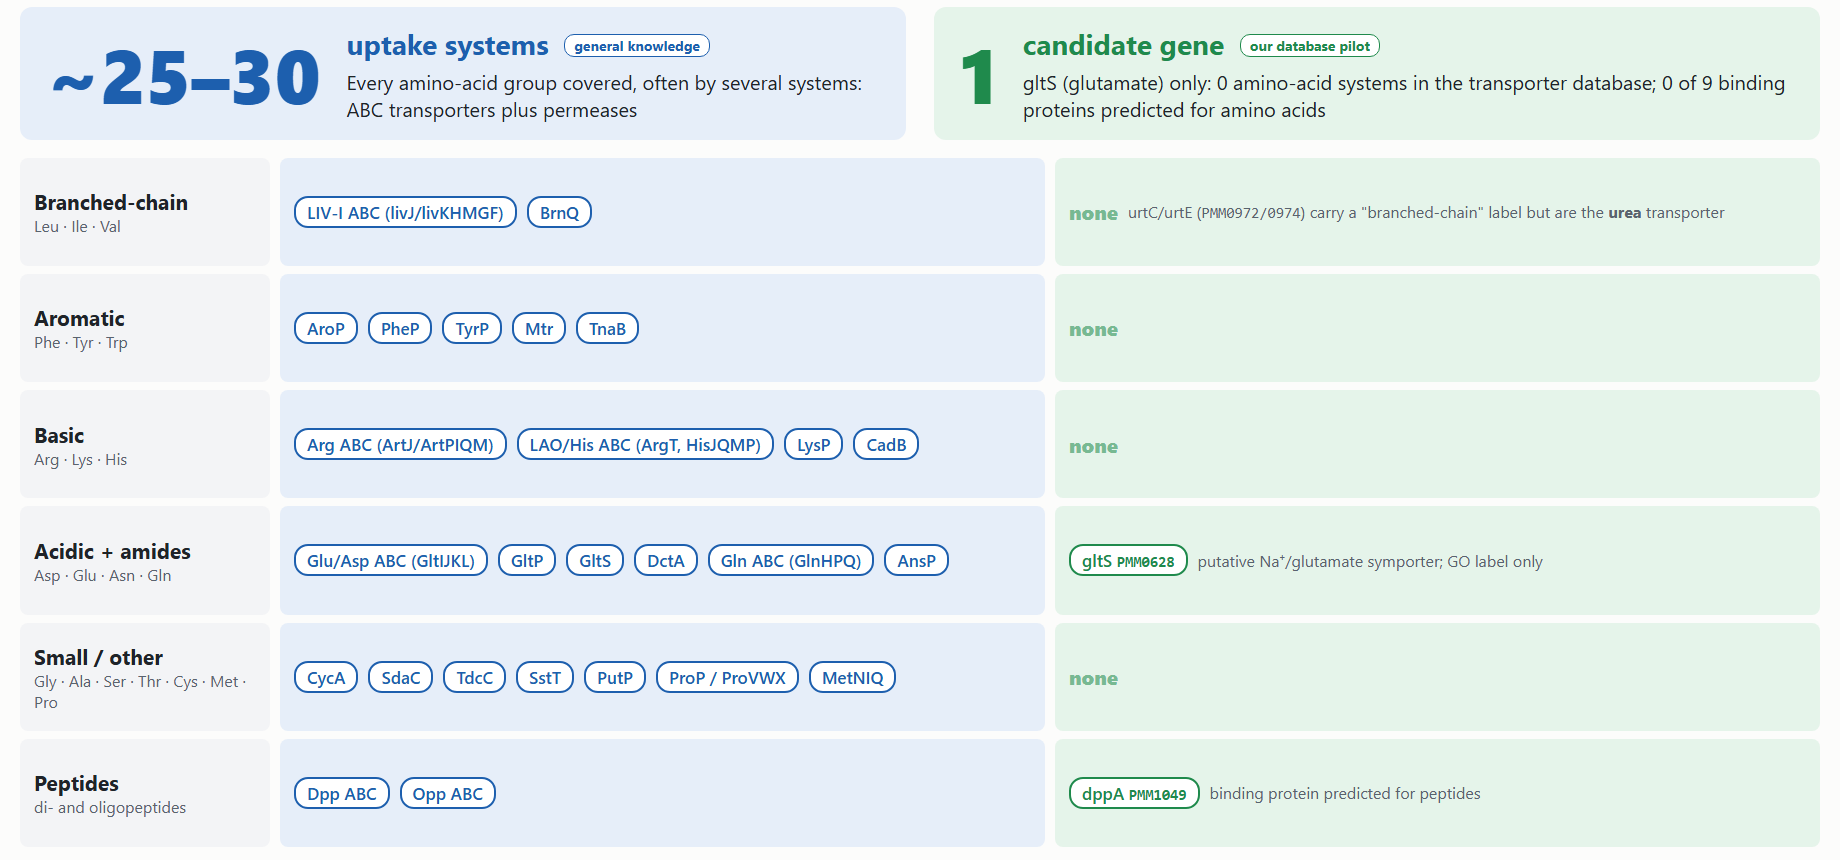 ~25–30
uptake systems general knowledge
Every amino-acid group covered, often by several systems:
ABC transporters plus permeases
1
candidate gene our database pilot
gltS (glutamate) only: 0 amino-acid systems in the transporter database; 0 of 9 binding
proteins predicted for amino acids
Branched-chain
Leu · Ile · Val
LIV-I ABC (livJ/livKHMGF) BrnQ
none urtC/urtE (PMM0972/0974) carry a "branched-chain" label but are the urea transporter
Aromatic
Phe · Tyr · Trp
AroP PheP TyrP Mtr TnaB
none
Basic
Arg · Lys · His
Arg ABC (ArtJ/ArtPIQM) LAO/His ABC (ArgT, HisJQMP) LysP CadB
none
Acidic + amides
Asp · Glu · Asn · Gln
Glu/Asp ABC (GltIJKL) GltP GltS DctA Gln ABC (GlnHPQ) AnsP
gltS PMM0628 putative Na⁺/glutamate symporter; GO label only
Small / other
Gly · Ala · Ser · Thr · Cys · Met ·
Pro
CycA SdaC TdcC SstT PutP ProP / ProVWX MetNIQ
none
Peptides
di- and oligopeptides
Dpp ABC Opp ABC
dppA PMM1049 binding protein predicted for peptides